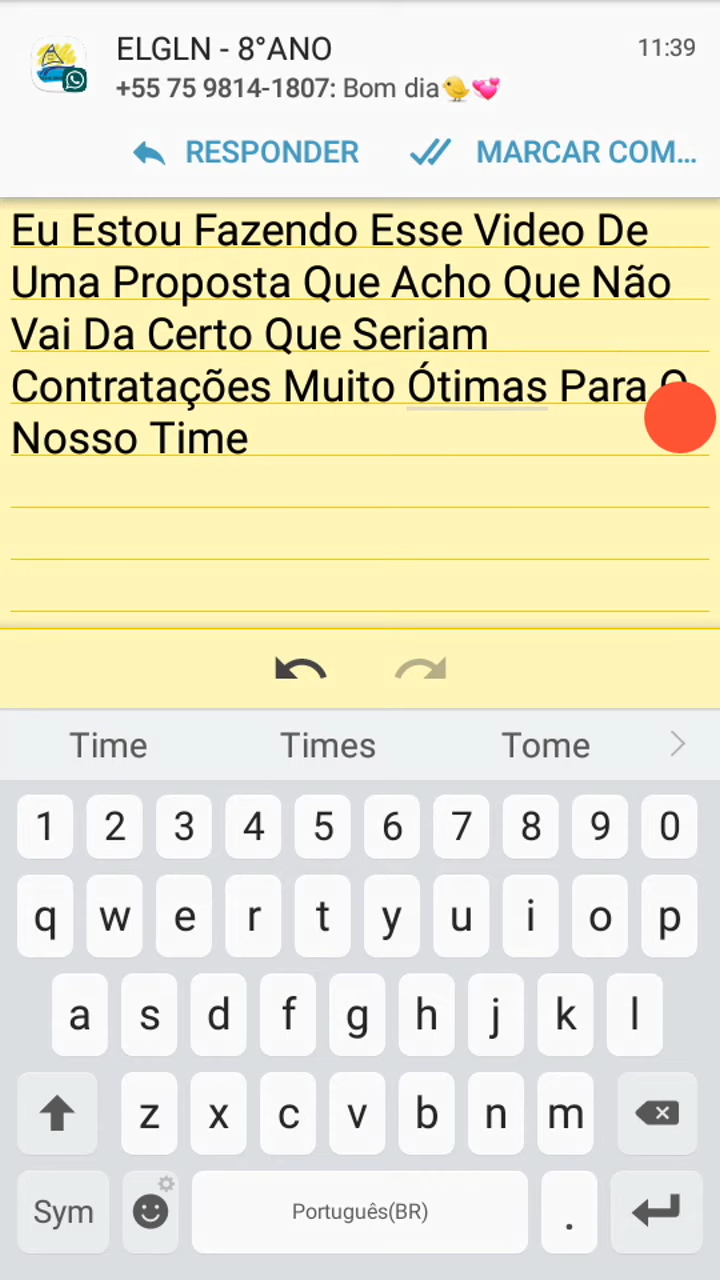 ELGLN - 8°ANO 11:39
+55 75 9814-1807: Bom dia🐤💞
RESPONDER MARCAR COM...
Eu Estou Fazendo Esse Video De
Uma Proposta Que Acho Que Não
Vai Da Certo Que Seriam
Contratações Muito Ótimas Para O
Nosso Time
Time Times Tome
1 2 3 4 5 6 7 8 9 0
q w e r t y u i o p
a s d f g h j k l
z x c v b n m
Sym Português(BR) .